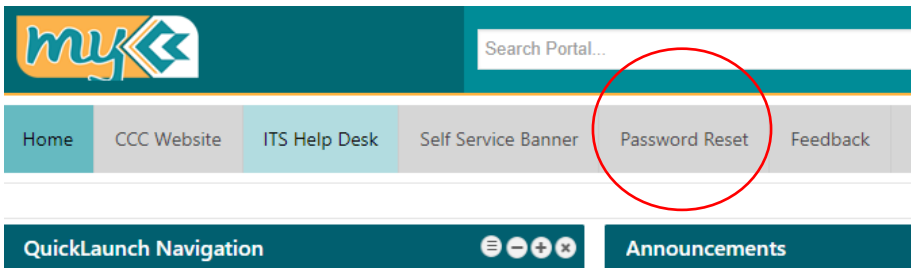 my
Search Portal...
Home CCC Website ITS Help Desk Self Service Banner Password Reset Feedback
QuickLaunch Navigation Announcements